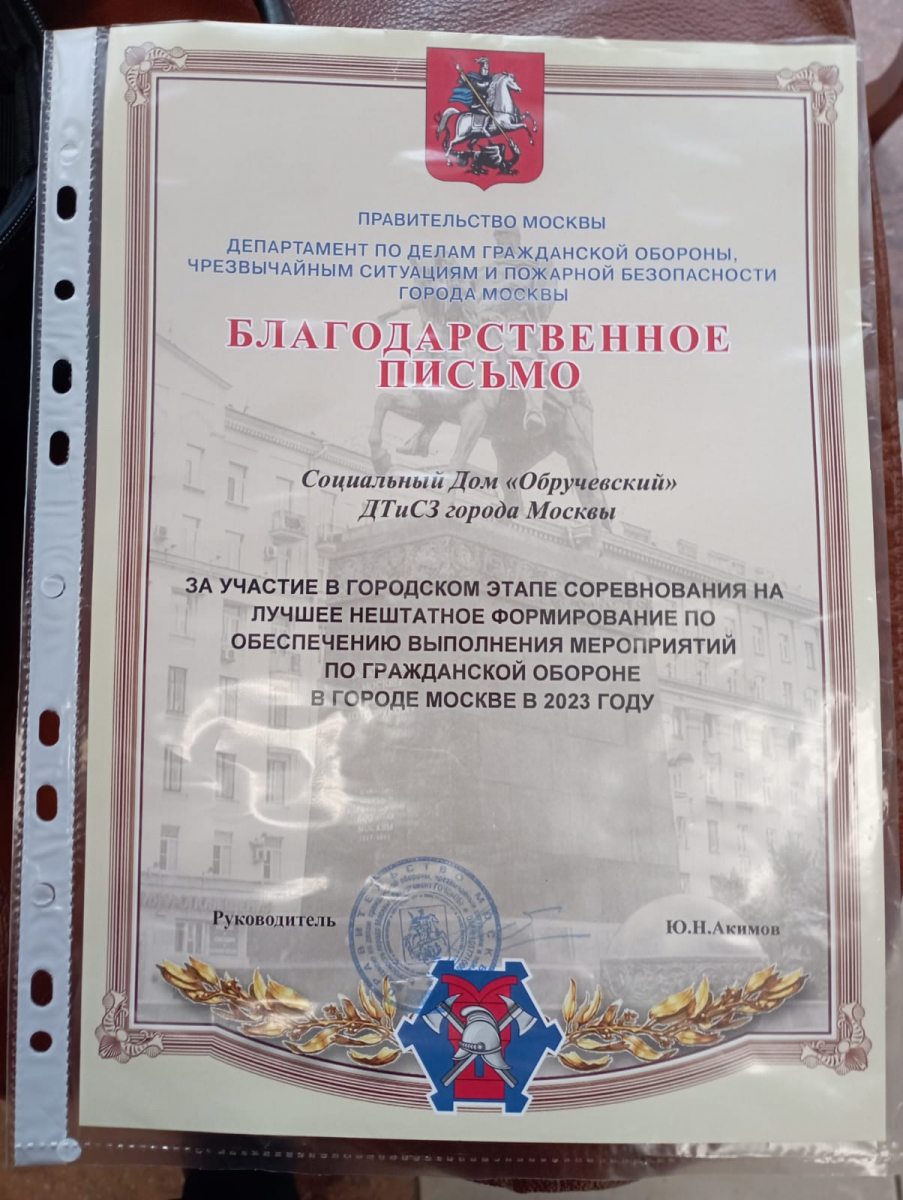 ПРАВИТЕЛЬСТВО МОСКВЫ
ДЕПАРТАМЕНТ ПО ДЕЛАМ ГРАЖДАНСКОЙ ОБОРОНЫ,
ЧРЕЗВЫЧАЙНЫМ СИТУАЦИЯМ И ПОЖАРНОЙ БЕЗОПАСНОСТИ
ГОРОДА МОСКВЫ
БЛАГОДАРСТВЕННОЕ
ПИСЬМО
Социальный Дом «Обручевский»
ДТиСЗ города Москвы
ЗА УЧАСТИЕ В ГОРОДСКОМ ЭТАПЕ СОРЕВНОВАНИЯ НА
ЛУЧШЕЕ НЕШТАТНОЕ ФОРМИРОВАНИЕ ПО
ОБЕСПЕЧЕНИЮ ВЫПОЛНЕНИЯ МЕРОПРИЯТИЙ
ПО ГРАЖДАНСКОЙ ОБОРОНЕ
В ГОРОДЕ МОСКВЕ В 2023 ГОДУ
Руководитель
Ю.Н.Акимов